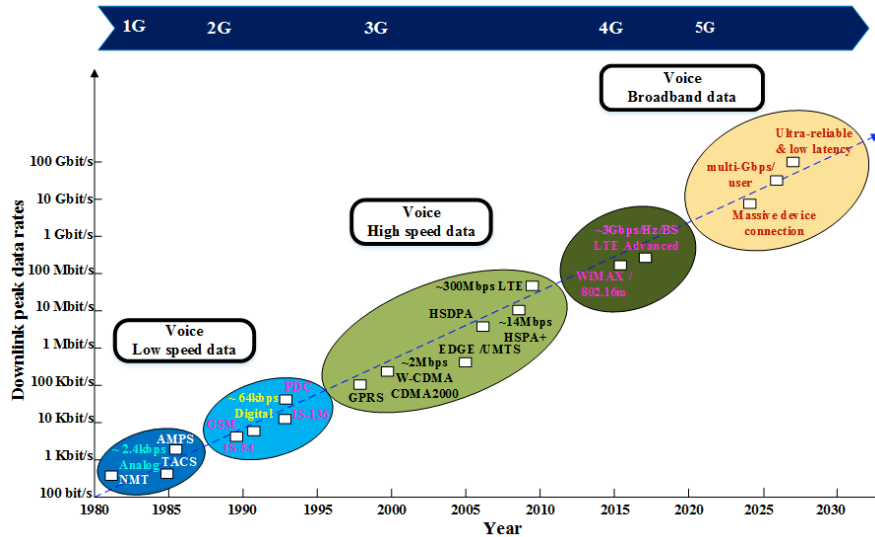 1G 2G 3G 4G 5G
Voice
Broadband data
Voice
High speed data
Voice
Low speed data
Downlink peak data rates
100 Gbit/s
10 Gbit/s
1 Gbit/s
100 Mbit/s
10 Mbit/s
1 Mbit/s
100 Kbit/s
10 Kbit/s
1 Kbit/s
100 bit/s
Ultra-reliable
& low latency
multi-Gbps/
user
Massive device
connection
~3Gbps/Hz/BS
LTE Advanced
WiMAX /
802.16m
~300Mbps LTE
HSDPA
~14Mbps
HSPA+
EDGE /UMTS
~2Mbps
W-CDMA
CDMA2000
GPRS
PDC
~ 64kbps
Digital
IS-136
GSM
IS-54
AMPS
~ 2.4kbps
Analog
TACS
NMT
1980 1985 1990 1995 2000 2005 2010 2015 2020 2025 2030
Year